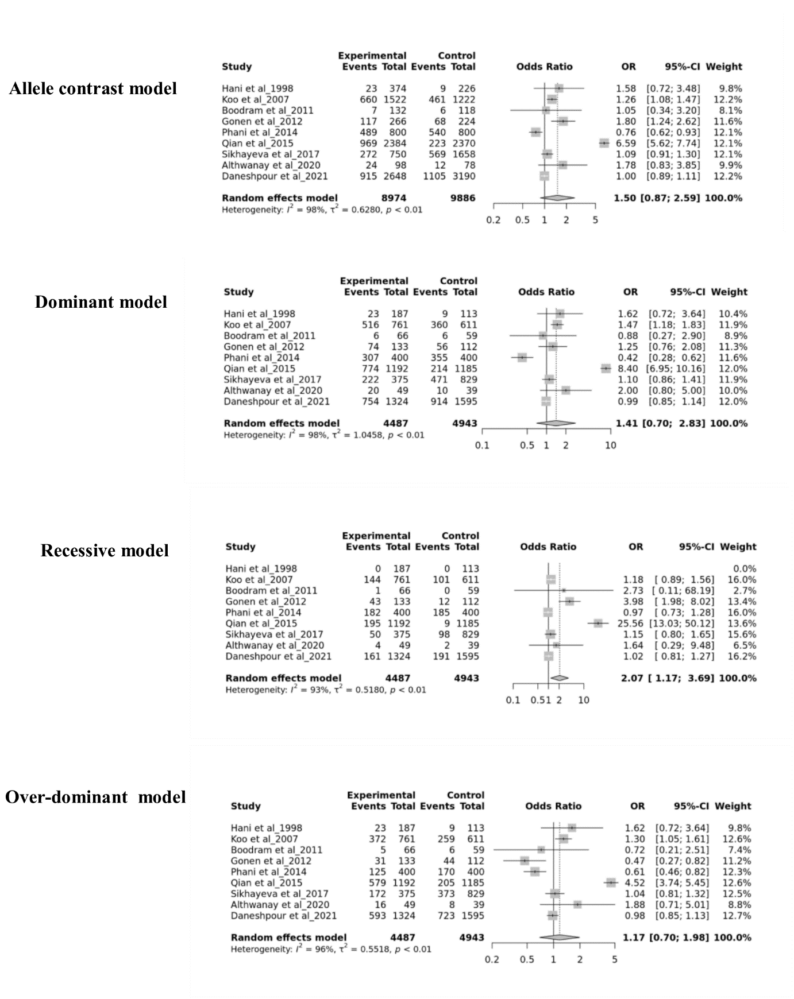 Allele contrast model
Experimental Control
Study Events Total Events Total Odds Ratio OR 95%-CI Weight
Hani et al_1998 23 374 9 226 1.58 [0.72; 3.48] 9.8%
Koo et al_2007 660 1522 461 1222 1.26 [1.08; 1.47] 12.2%
Boodram et al_2011 7 132 6 118 1.05 [0.34; 3.20] 8.1%
Gonen et al_2012 117 266 68 224 1.80 [1.24; 2.62] 11.6%
Phani et al_2014 489 800 540 800 0.76 [0.62; 0.93] 12.1%
Qian et al_2015 969 2384 223 2370 6.59 [5.62; 7.74] 12.1%
Sikhayeva et al_2017 272 750 569 1658 1.09 [0.91; 1.30] 12.1%
Althwanay et al_2020 24 98 12 78 1.78 [0.83; 3.85] 9.9%
Daneshpour et al_2021 915 2648 1105 3190 1.00 [0.89; 1.11] 12.2%
Random effects model 8974 9886 1.50 [0.87; 2.59] 100.0%
Heterogeneity: I² = 98%, τ² = 0.6280, p < 0.01
0.2 0.5 1 2 5
Dominant model
Experimental Control
Study Events Total Events Total Odds Ratio OR 95%-CI Weight
Hani et al_1998 23 187 9 113 1.62 [0.72; 3.64] 10.4%
Koo et al_2007 516 761 360 611 1.47 [1.18; 1.83] 11.9%
Boodram et al_2011 6 66 6 59 0.88 [0.27; 2.90] 8.9%
Gonen et al_2012 74 133 56 112 1.25 [0.76; 2.08] 11.3%
Phani et al_2014 307 400 355 400 0.42 [0.28; 0.62] 11.6%
Qian et al_2015 774 1192 214 1185 8.40 [6.95; 10.16] 12.0%
Sikhayeva et al_2017 222 375 471 829 1.10 [0.86; 1.41] 11.9%
Althwanay et al_2020 20 49 10 39 2.00 [0.80; 5.00] 10.0%
Daneshpour et al_2021 754 1324 914 1595 0.99 [0.85; 1.14] 12.0%
Random effects model 4487 4943 1.41 [0.70; 2.83] 100.0%
Heterogeneity: I² = 98%, τ² = 1.0458, p < 0.01
0.1 0.5 1 2 10
Recessive model
Experimental Control
Study Events Total Events Total Odds Ratio OR 95%-CI Weight
Hani et al_1998 0 187 0 113 0.0%
Koo et al_2007 144 761 101 611 1.18 [ 0.89; 1.56] 16.0%
Boodram et al_2011 1 66 0 59 2.73 [ 0.11; 68.19] 2.7%
Gonen et al_2012 43 133 12 112 3.98 [ 1.98; 8.02] 13.4%
Phani et al_2014 182 400 185 400 0.97 [ 0.73; 1.28] 16.0%
Qian et al_2015 195 1192 9 1185 25.56 [13.03; 50.12] 13.6%
Sikhayeva et al_2017 50 375 98 829 1.15 [ 0.80; 1.65] 15.6%
Althwanay et al_2020 4 49 2 39 1.64 [ 0.29; 9.48] 6.5%
Daneshpour et al_2021 161 1324 191 1595 1.02 [ 0.81; 1.27] 16.2%
Random effects model 4487 4943 2.07 [ 1.17; 3.69] 100.0%
Heterogeneity: I² = 93%, τ² = 0.5180, p < 0.01
0.1 0.5 1 2 10
Over-dominant model
Experimental Control
Study Events Total Events Total Odds Ratio OR 95%-CI Weight
Hani et al_1998 23 187 9 113 1.62 [0.72; 3.64] 9.8%
Koo et al_2007 372 761 259 611 1.30 [1.05; 1.61] 12.6%
Boodram et al_2011 5 66 6 59 0.72 [0.21; 2.51] 7.4%
Gonen et al_2012 31 133 44 112 0.47 [0.27; 0.82] 11.2%
Phani et al_2014 125 400 170 400 0.61 [0.46; 0.82] 12.3%
Qian et al_2015 579 1192 205 1185 4.52 [3.74; 5.45] 12.6%
Sikhayeva et al_2017 172 375 373 829 1.04 [0.81; 1.32] 12.5%
Althwanay et al_2020 16 49 8 39 1.88 [0.71; 5.01] 8.8%
Daneshpour et al_2021 593 1324 723 1595 0.98 [0.85; 1.13] 12.7%
Random effects model 4487 4943 1.17 [0.70; 1.98] 100.0%
Heterogeneity: I² = 96%, τ² = 0.5518, p < 0.01
0.2 0.5 1 2 5